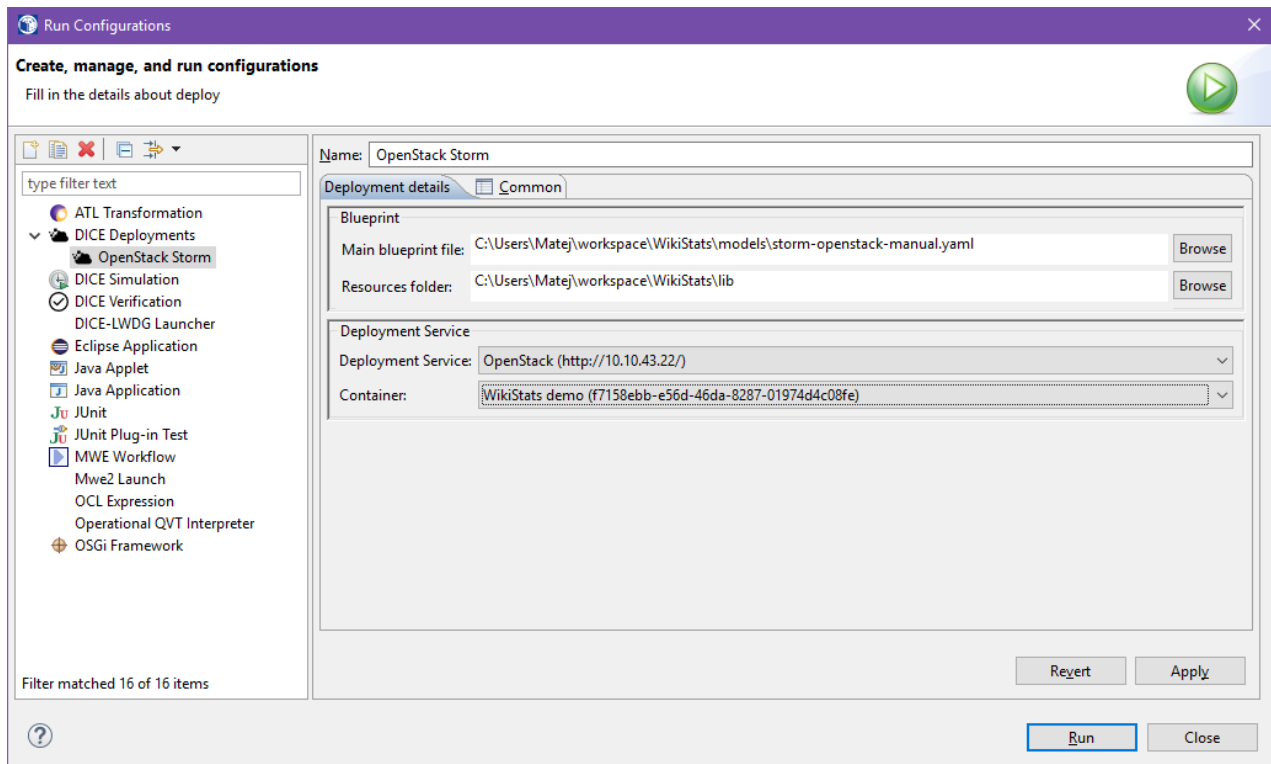 Run Configurations
Create, manage, and run configurations
Fill in the details about deploy
type filter text
ATL Transformation
DICE Deployments
OpenStack Storm
DICE Simulation
DICE Verification
DICE-LWDG Launcher
Eclipse Application
Java Applet
Java Application
JUnit
JUnit Plug-in Test
MWE Workflow
Mwe2 Launch
OCL Expression
Operational QVT Interpreter
OSGi Framework
Filter matched 16 of 16 items
Name: OpenStack Storm
Deployment details Common
Blueprint
Main blueprint file: C:\Users\Matej\workspace\WikiStats\models\storm-openstack-manual.yaml Browse
Resources folder: C:\Users\Matej\workspace\WikiStats\lib Browse
Deployment Service
Deployment Service: OpenStack (http://10.10.43.22/)
Container: WikiStats demo (f7158ebb-e56d-46da-8287-01974d4c08fe)
Revert Apply
Run Close